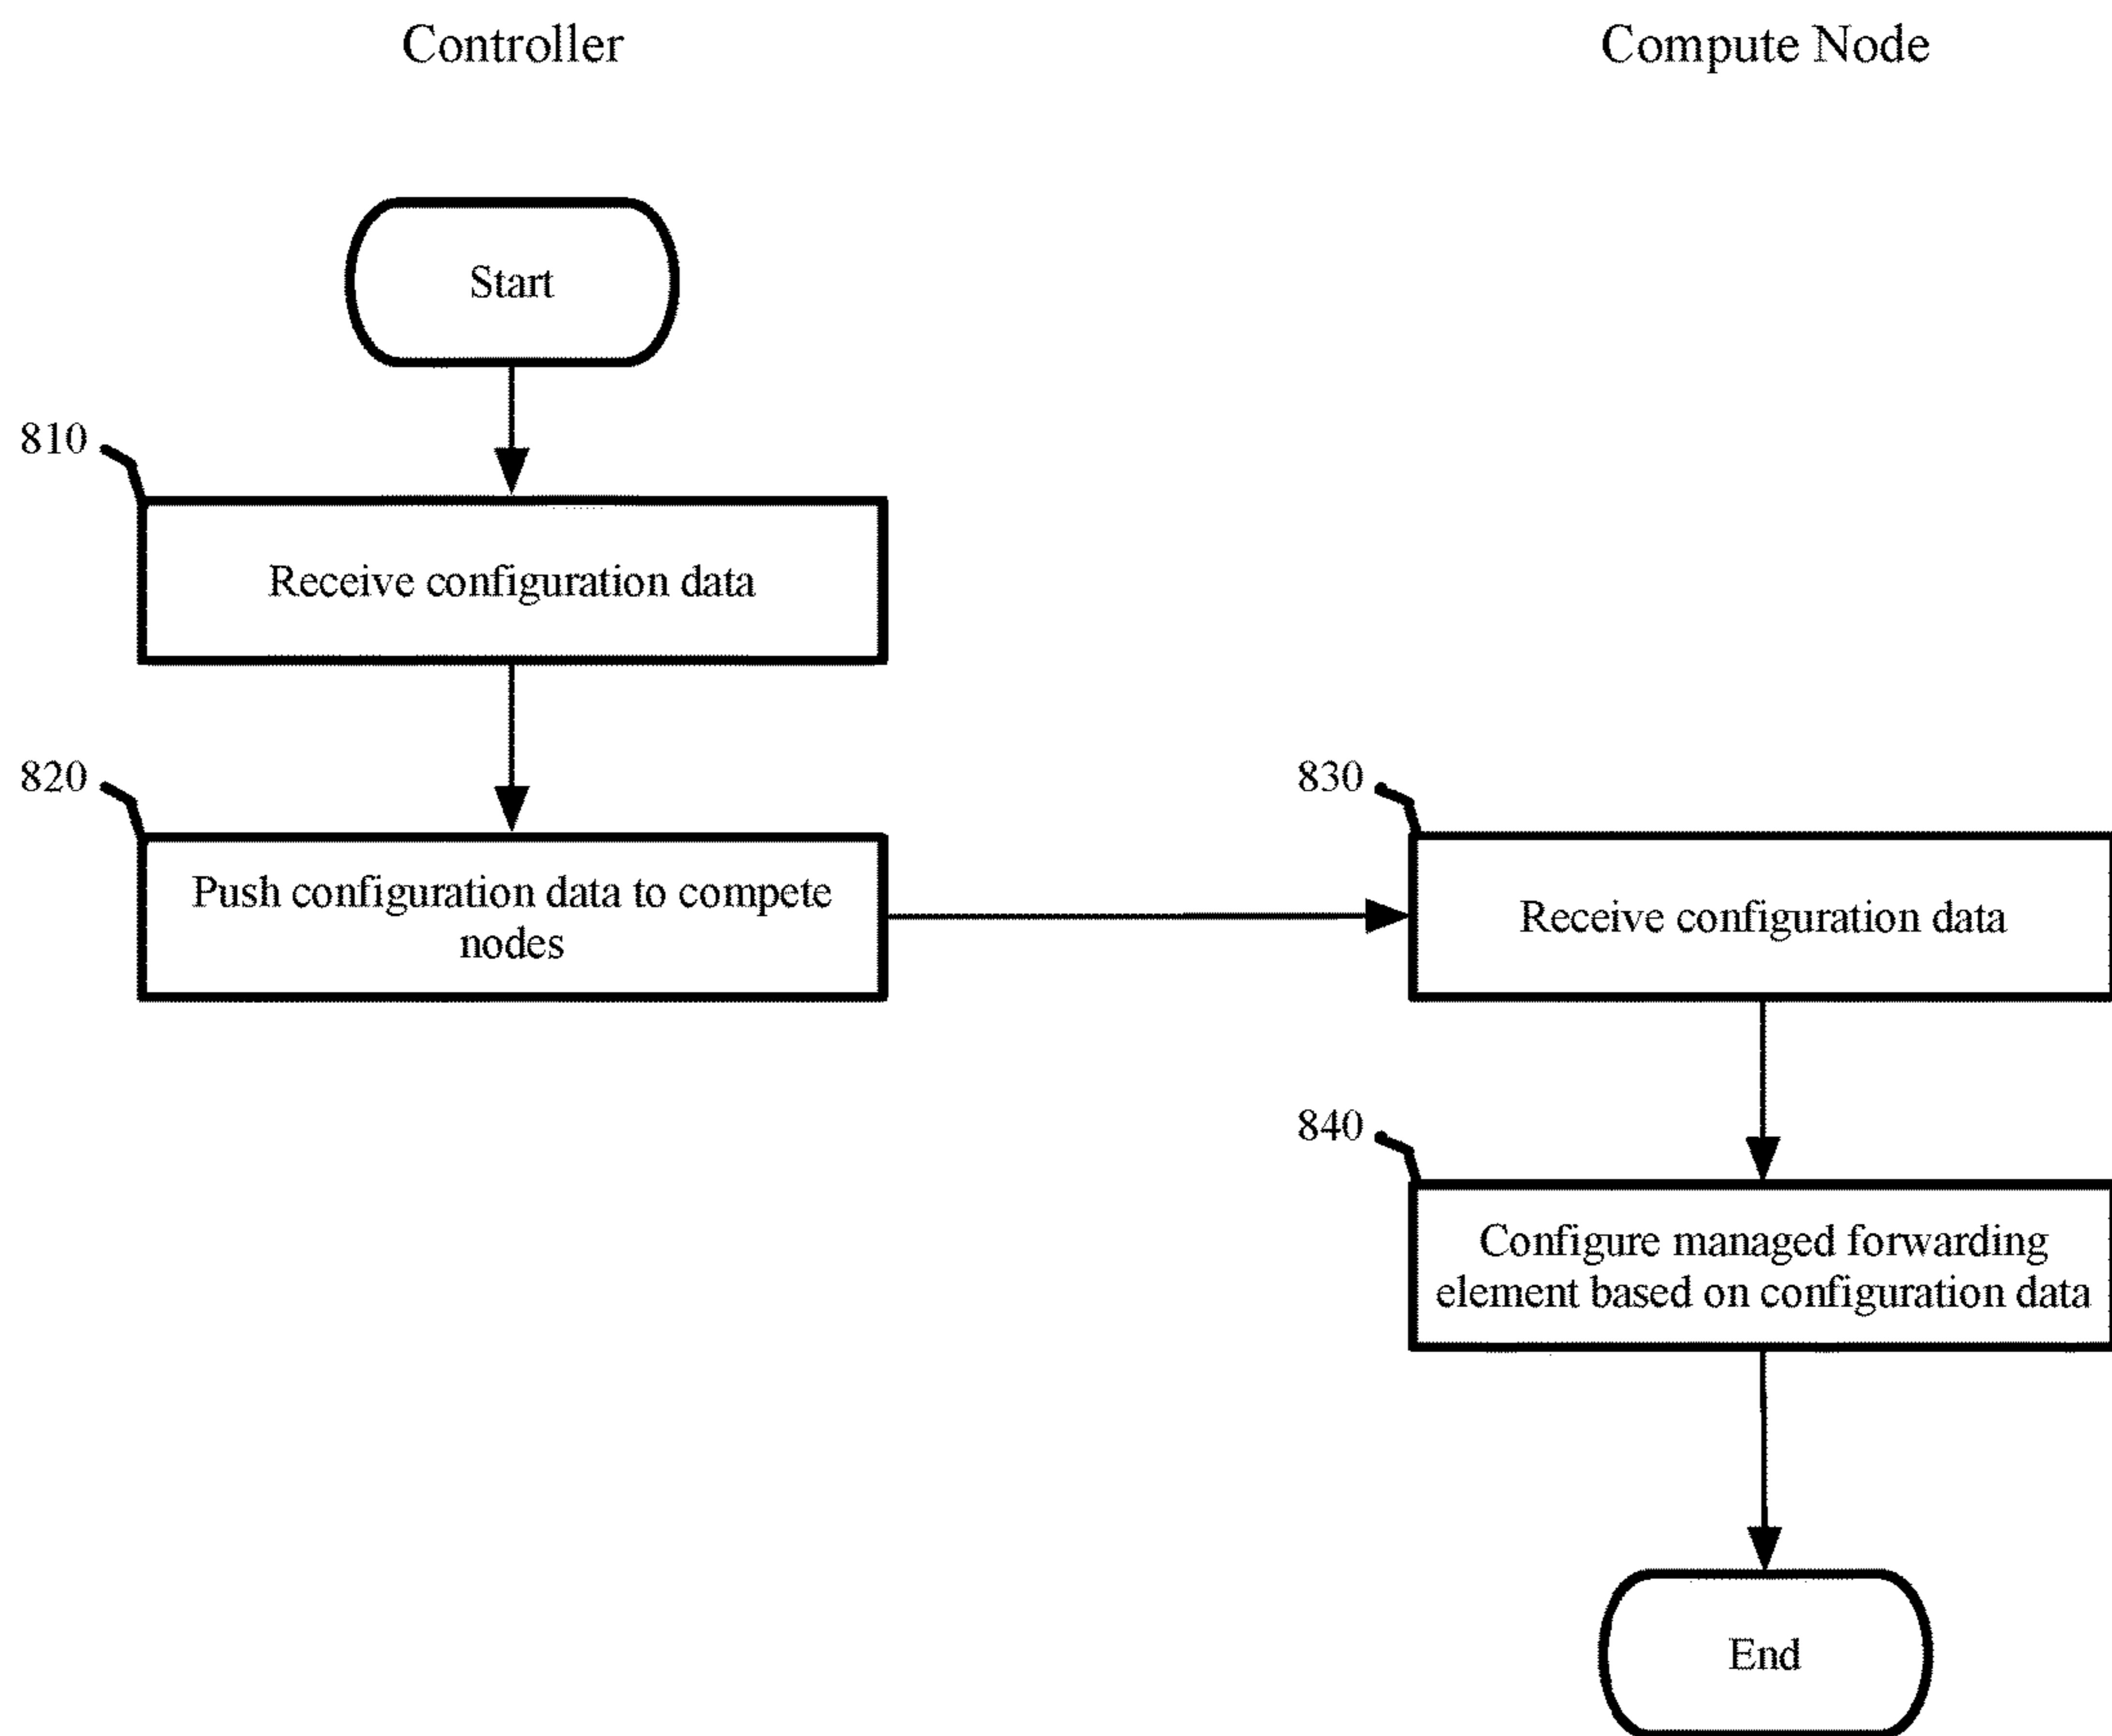 Controller
Compute Node
Start
810
Receive configuration data
820
Push configuration data to compete
nodes
830
Receive configuration data
840
Configure managed forwarding
element based on configuration data
End